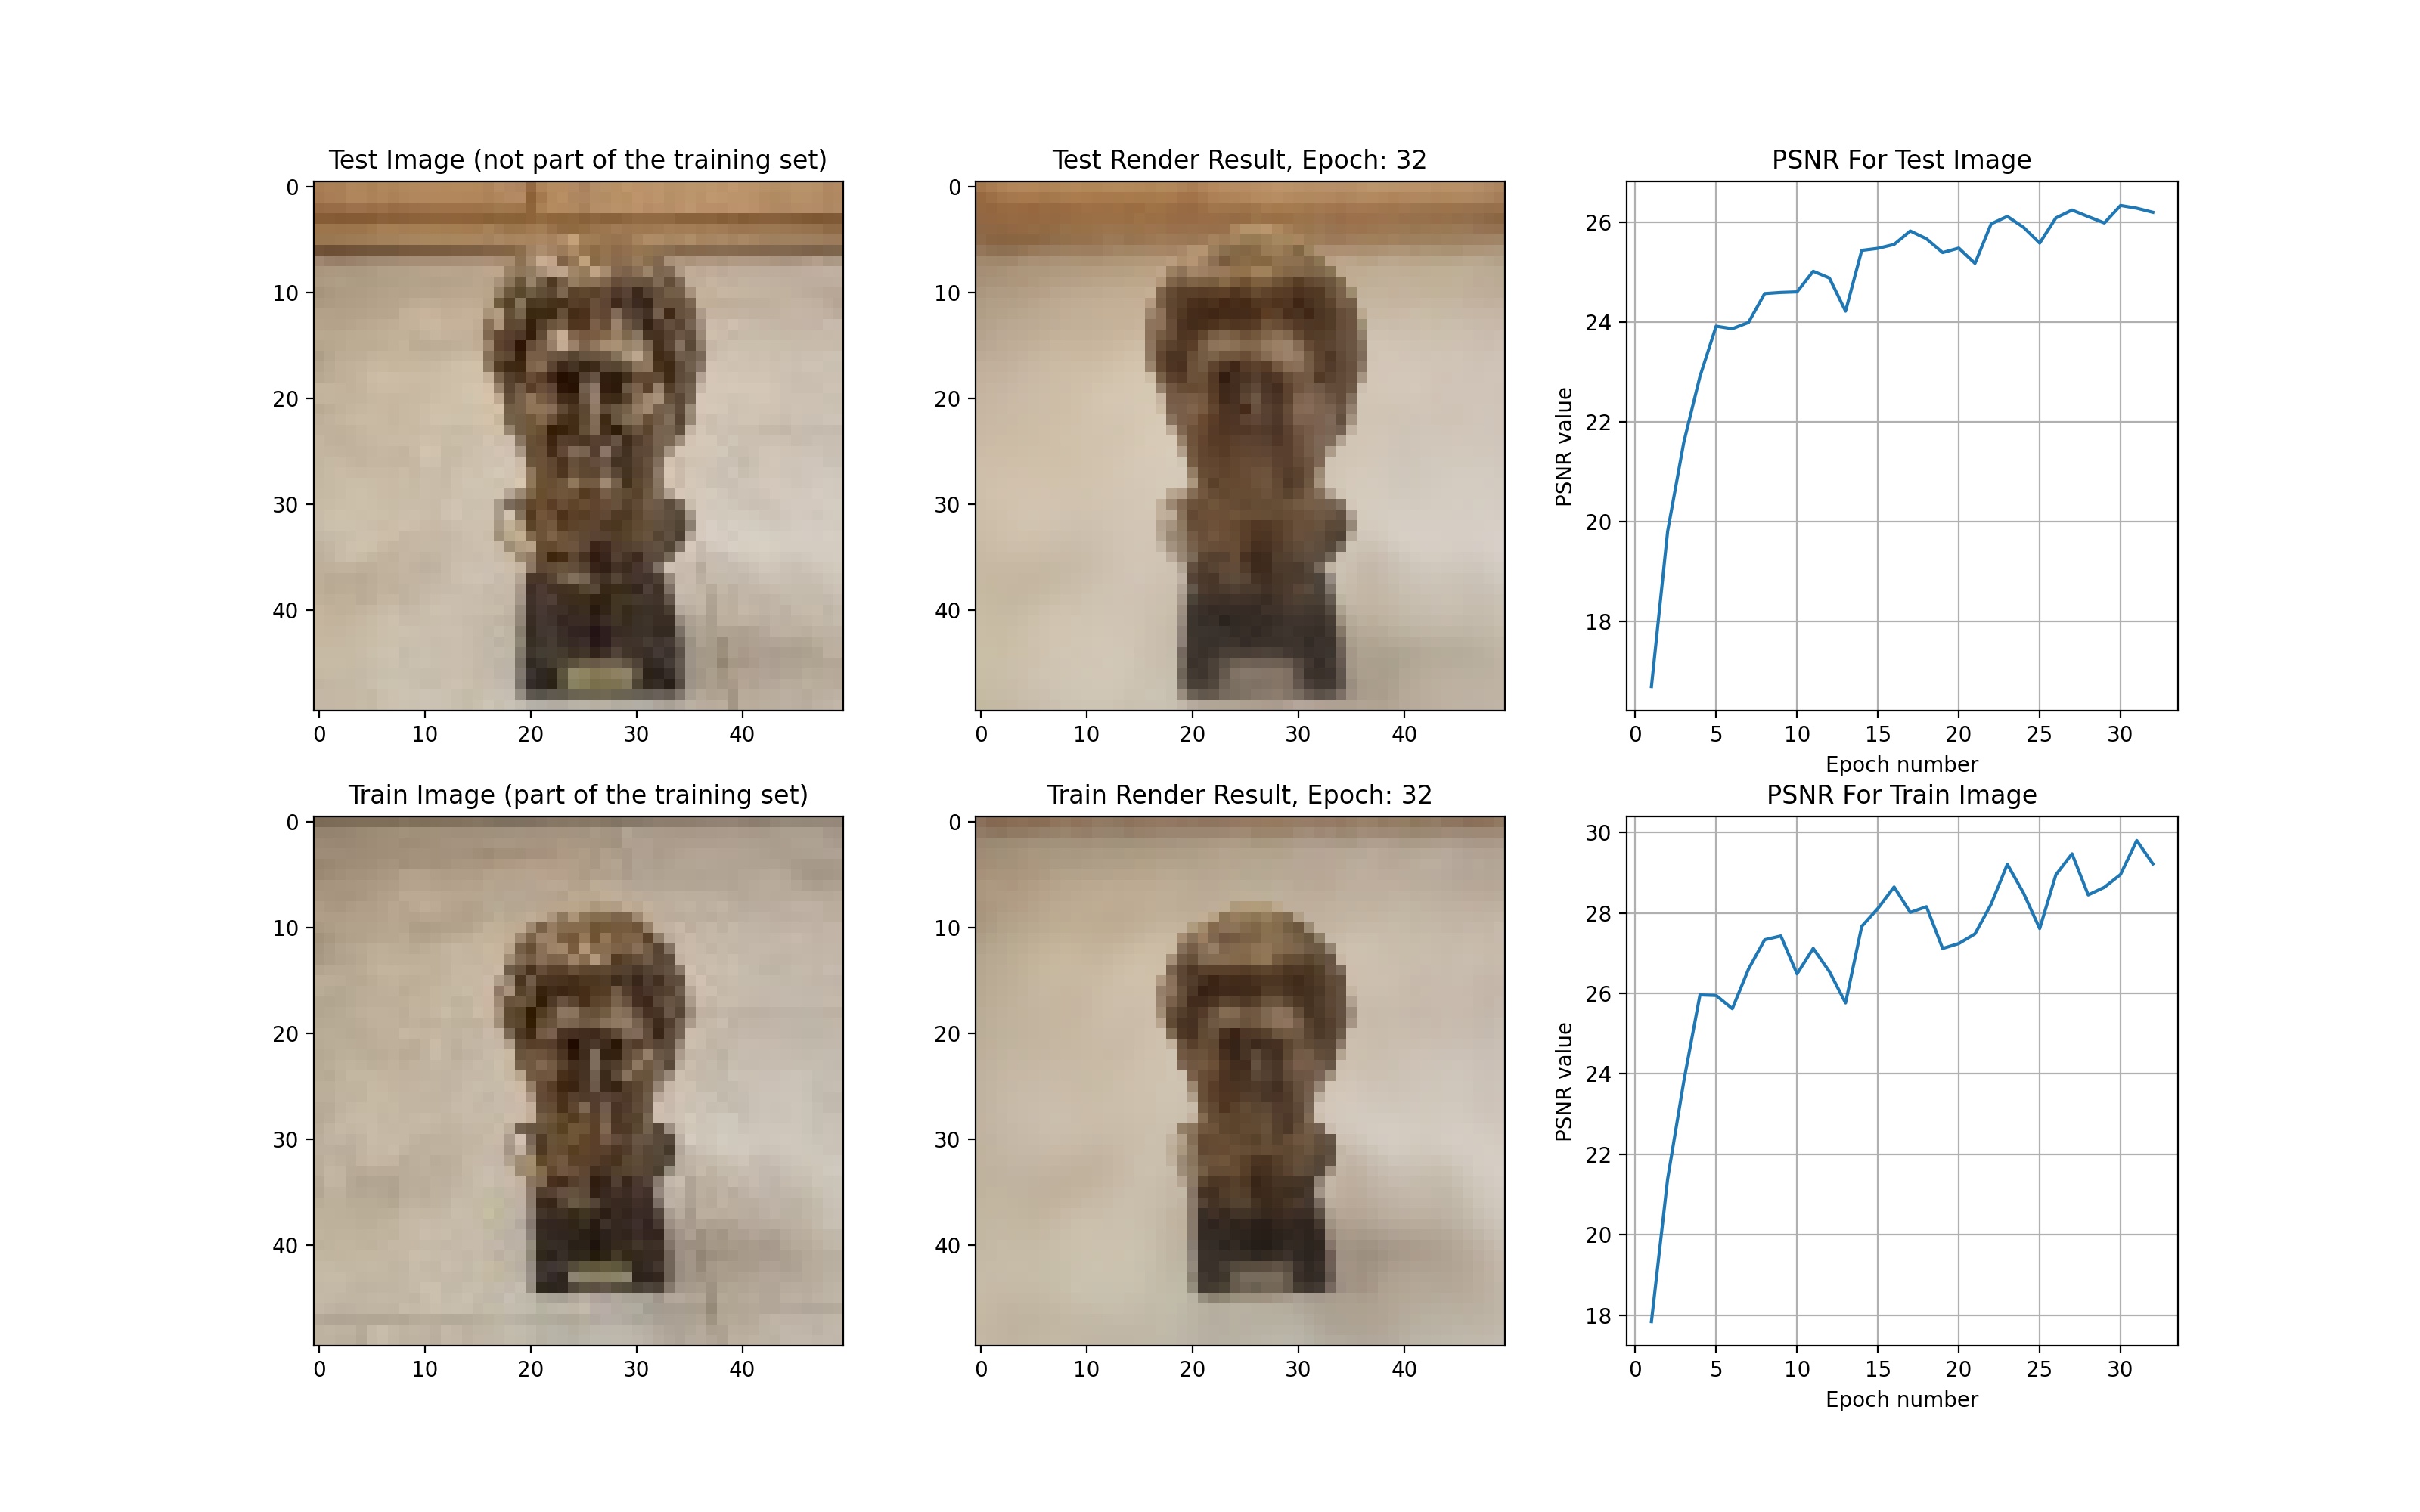 Test Image (not part of the training set)
0
10
20
30
40
0 10 20 30 40
Test Render Result, Epoch: 32
0
10
20
30
40
0 10 20 30 40
PSNR For Test Image
PSNR value
26
24
22
20
18
0 5 10 15 20 25 30
Epoch number
Train Image (part of the training set)
0
10
20
30
40
0 10 20 30 40
Train Render Result, Epoch: 32
0
10
20
30
40
0 10 20 30 40
PSNR For Train Image
PSNR value
30
28
26
24
22
20
18
0 5 10 15 20 25 30
Epoch number